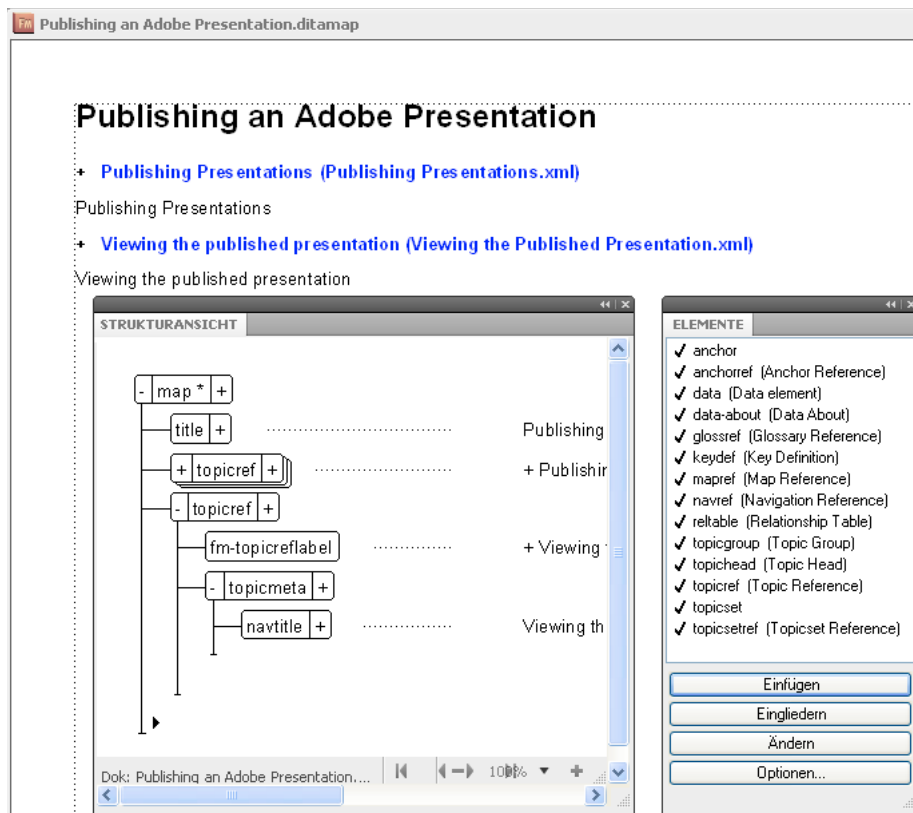 Fm Publishing an Adobe Presentation.ditamap
Publishing an Adobe Presentation
+ Publishing Presentations (Publishing Presentations.xml)
Publishing Presentations
+ Viewing the published presentation (Viewing the Published Presentation.xml)
Viewing the published presentation
STRUKTURANSICHT
- map * +
title + Publishing
+ topicref + + Publishin
- topicref +
fm-topicreflabel + Viewing
- topicmeta +
navtitle + Viewing th
Dok: Publishing an Adobe Presentation.... 100%
ELEMENTE
✓ anchor
✓ anchorref (Anchor Reference)
✓ data (Data element)
✓ data-about (Data About)
✓ glossref (Glossary Reference)
✓ keydef (Key Definition)
✓ mapref (Map Reference)
✓ navref (Navigation Reference)
✓ reltable (Relationship Table)
✓ topicgroup (Topic Group)
✓ topichead (Topic Head)
✓ topicref (Topic Reference)
✓ topicset
✓ topicsetref (Topicset Reference)
Einfügen
Eingliedern
Ändern
Optionen...